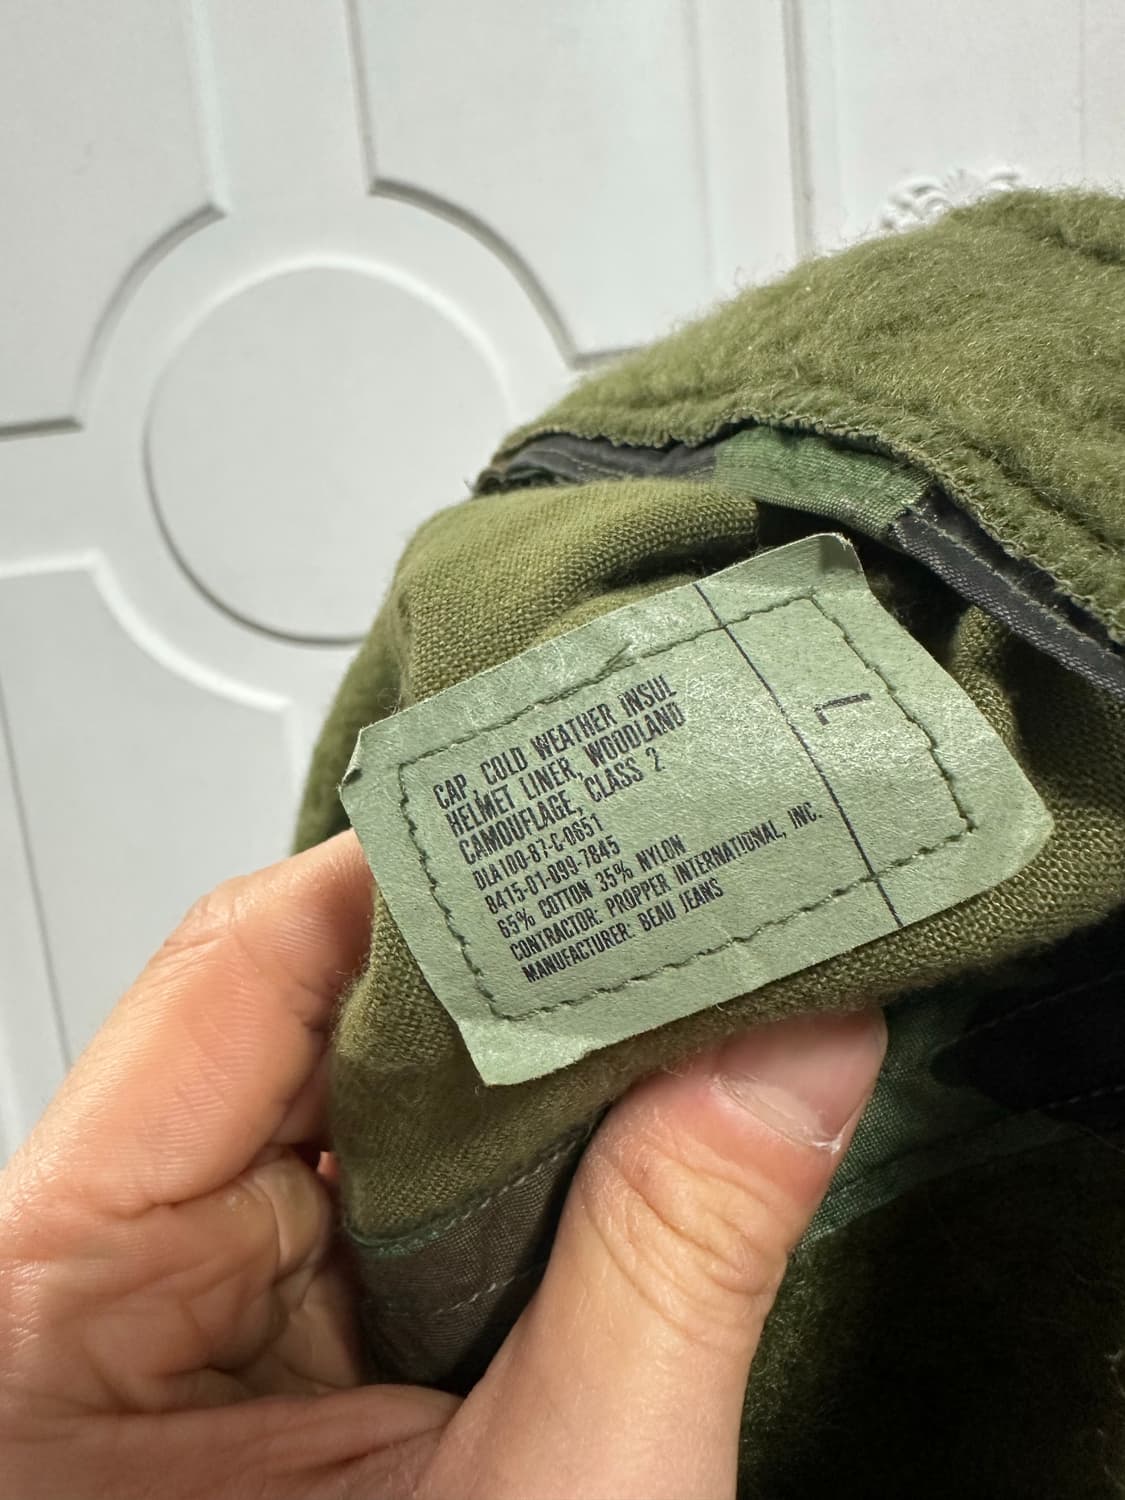 CAP, COLD WEATHER INSUL
HELMET LINER, WOODLAND
CAMOUFLAGE, CLASS 2
DLA100-87-C-0651
8415-01-099-7845
65% COTTON 35% NYLON
CONTRACTOR: PROPPER INTERNATIONAL, INC.
MANUFACTURER: BEAU JEANS
7